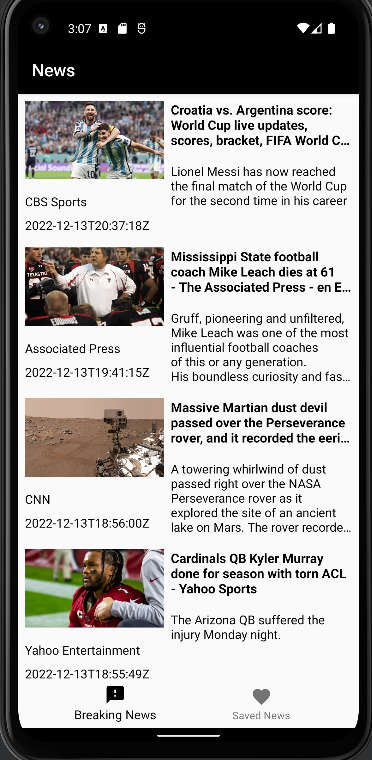 3:07
News
Croatia vs. Argentina score:
World Cup live updates,
scores, bracket, FIFA World C...
Lionel Messi has now reached
the final match of the World Cup
for the second time in his career
CBS Sports
2022-12-13T20:37:18Z
Mississippi State football
coach Mike Leach dies at 61
- The Associated Press - en E...
Gruff, pioneering and unfiltered,
Mike Leach was one of the most
influential football coaches
of this or any generation.
His boundless curiosity and fas...
Associated Press
2022-12-13T19:41:15Z
Massive Martian dust devil
passed over the Perseverance
rover, and it recorded the eeri...
A towering whirlwind of dust
passed right over the NASA
Perseverance rover as it
explored the site of an ancient
lake on Mars. The rover recorde...
CNN
2022-12-13T18:56:00Z
Cardinals QB Kyler Murray
done for season with torn ACL
- Yahoo Sports
The Arizona QB suffered the
injury Monday night.
Yahoo Entertainment
2022-12-13T18:55:49Z
Breaking News
Saved News